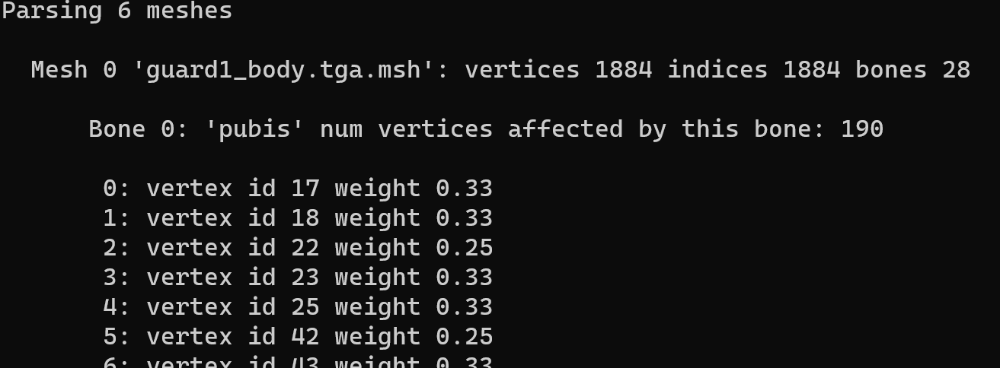 Parsing 6 meshes
Mesh 0 'guard1_body.tga.msh': vertices 1884 indices 1884 bones 28
Bone 0: 'pubis' num vertices affected by this bone: 190
0: vertex id 17 weight 0.33
1: vertex id 18 weight 0.33
2: vertex id 22 weight 0.25
3: vertex id 23 weight 0.33
4: vertex id 25 weight 0.33
5: vertex id 42 weight 0.25
6: vertex id 43 weight 0.33